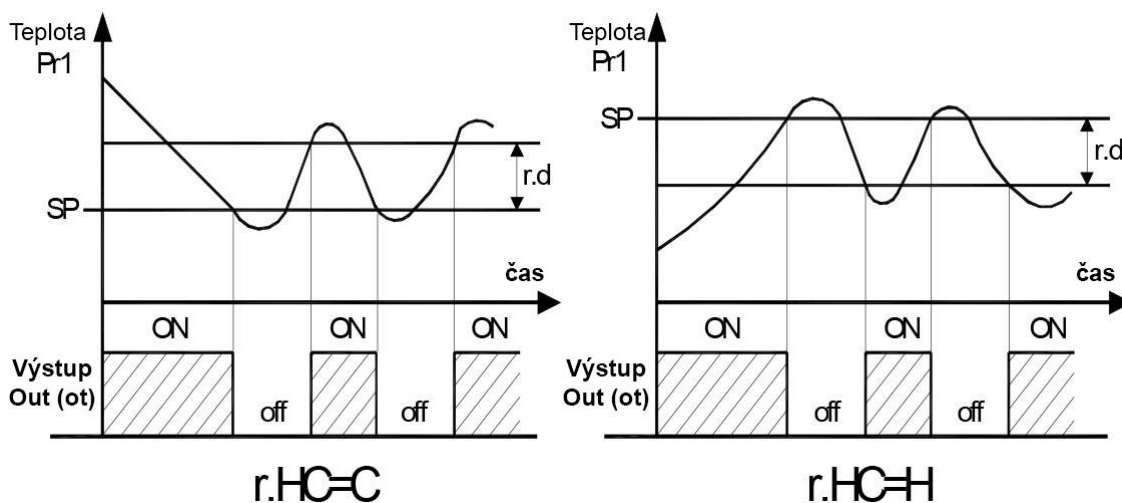 Teplota
Pr1
SP
r.d
čas
ON
ON
ON
Výstup
Out (ot)
off
off
r.HC=C
Teplota
Pr1
SP
r.d
čas
ON
ON
ON
Výstup
Out (ot)
off
off
r.HC=H